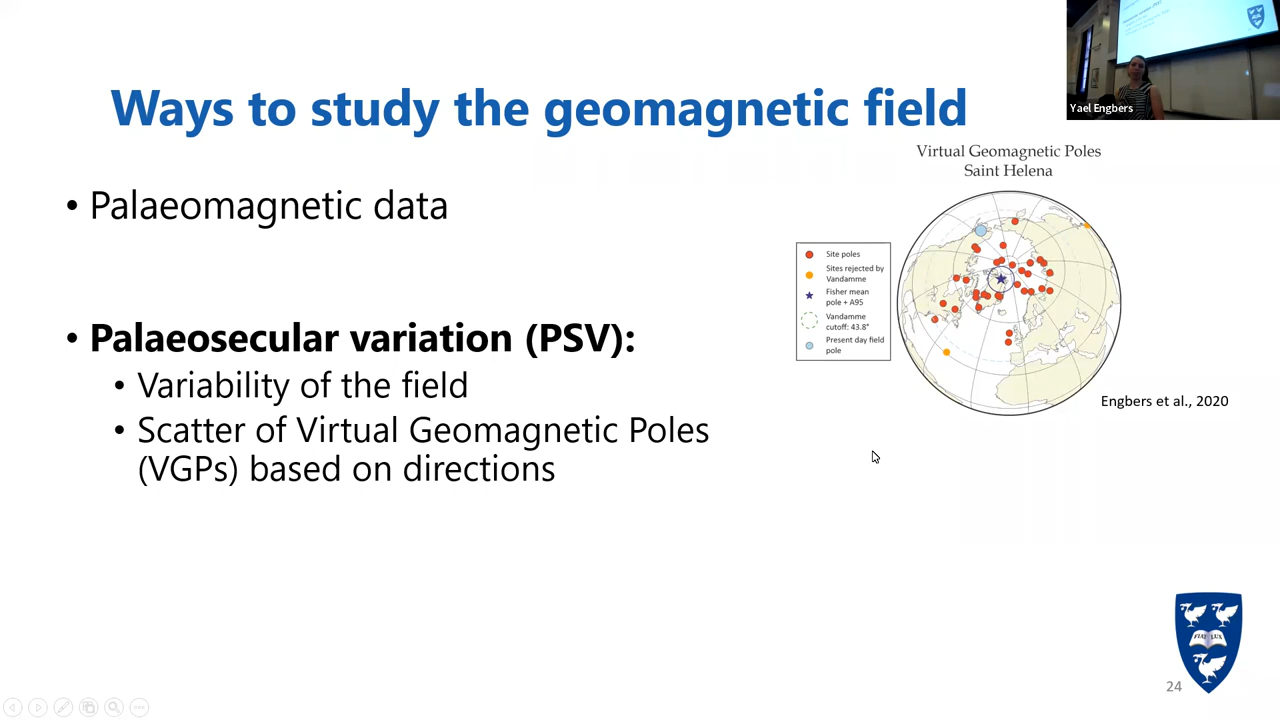 Ways to study the geomagnetic field
Yael Engbers
• Palaeomagnetic data
• Palaeosecular variation (PSV):
• Variability of the field
• Scatter of Virtual Geomagnetic Poles
(VGPs) based on directions
Virtual Geomagnetic Poles
Saint Helena
Site poles
Sites rejected by
Vandamme
Fisher mean
pole + A95
Vandamme
cutoff: 43.8°
Present day field
pole
Engbers et al., 2020
FIAT LUX
24